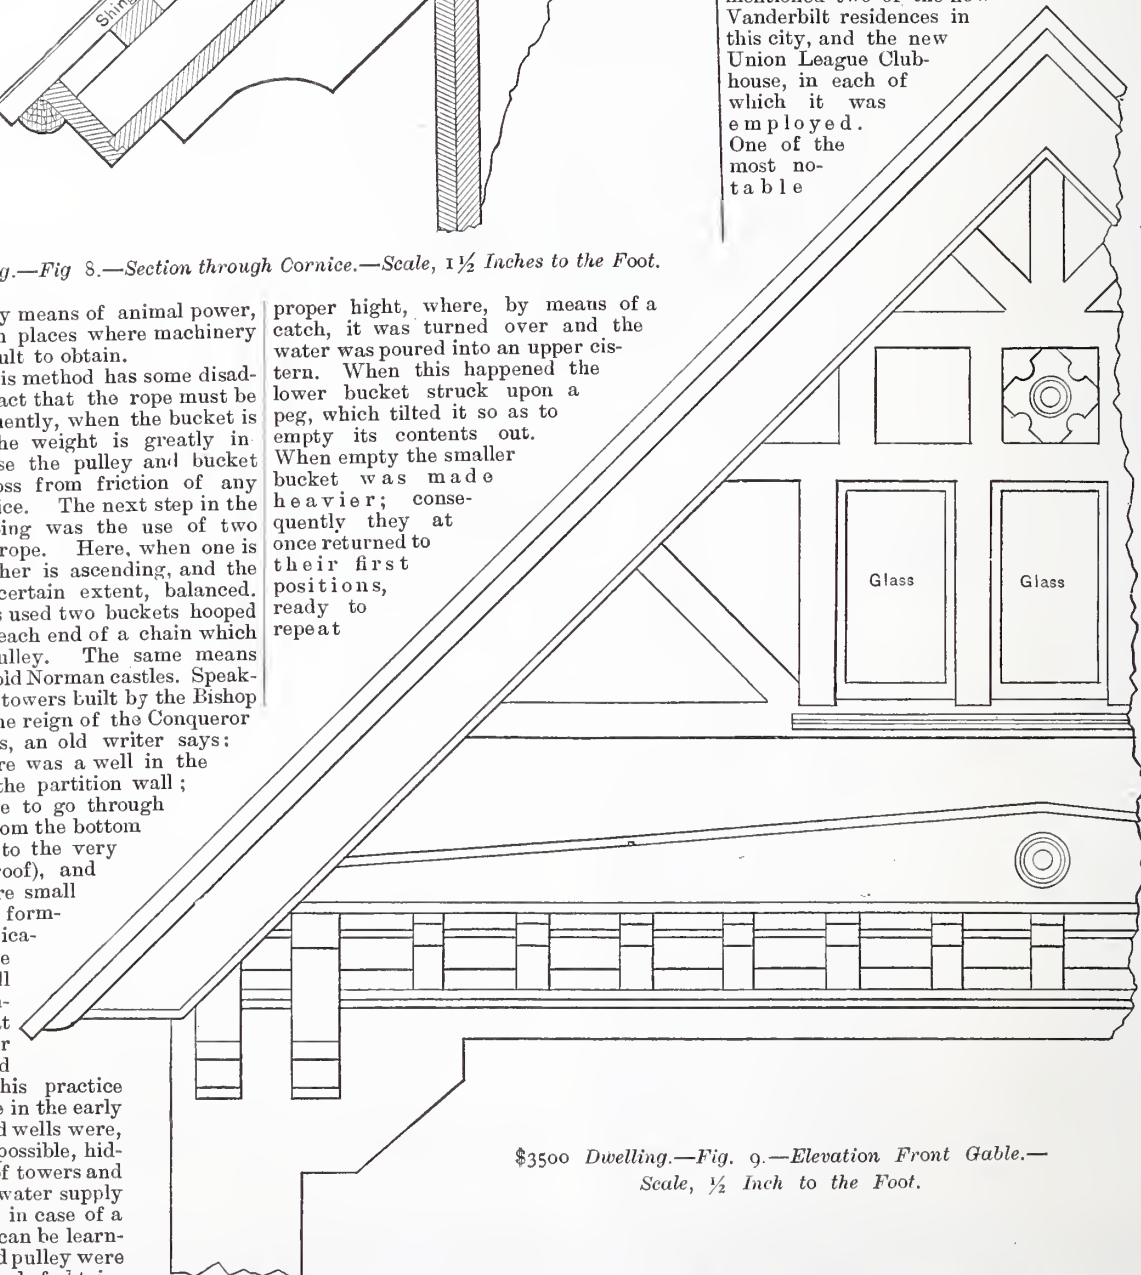 Shing
Vanderbilt residences in
this city, and the new
Union League Club-
house, in each of
which it was
employed.
One of the
most no-
table
g.—Fig 8.—Section through Cornice.—Scale, 1½ Inches to the Foot.
y means of animal power,
n places where machinery
ult to obtain.
is method has some disad-
act that the rope must be
uently, when the bucket is
he weight is greatly in
se the pulley and bucket
oss from friction of any
ice. The next step in the
sing was the use of two
rope. Here, when one is
her is ascending, and the
certain extent, balanced.
s used two buckets hooped
each end of a chain which
ulley. The same means
old Norman castles. Speak-
towers built by the Bishop
he reign of the Conqueror
s, an old writer says:
re was a well in the
the partition wall;
e to go through
om the bottom
to the very
roof), and
re small
form-
ica-
e
ll
-
t
r
d
his practice
e in the early
d wells were,
possible, hid-
of towers and
water supply
in case of a
can be learn-
d pulley were
proper hight, where, by means of a
catch, it was turned over and the
water was poured into an upper cis-
tern. When this happened the
lower bucket struck upon a
peg, which tilted it so as to
empty its contents out.
When empty the smaller
bucket was made
heavier; conse-
quently they at
once returned to
their first
positions,
ready to
repeat
Glass
Glass
$3500 Dwelling.—Fig. 9.—Elevation Front Gable.—
Scale, ½ Inch to the Foot.